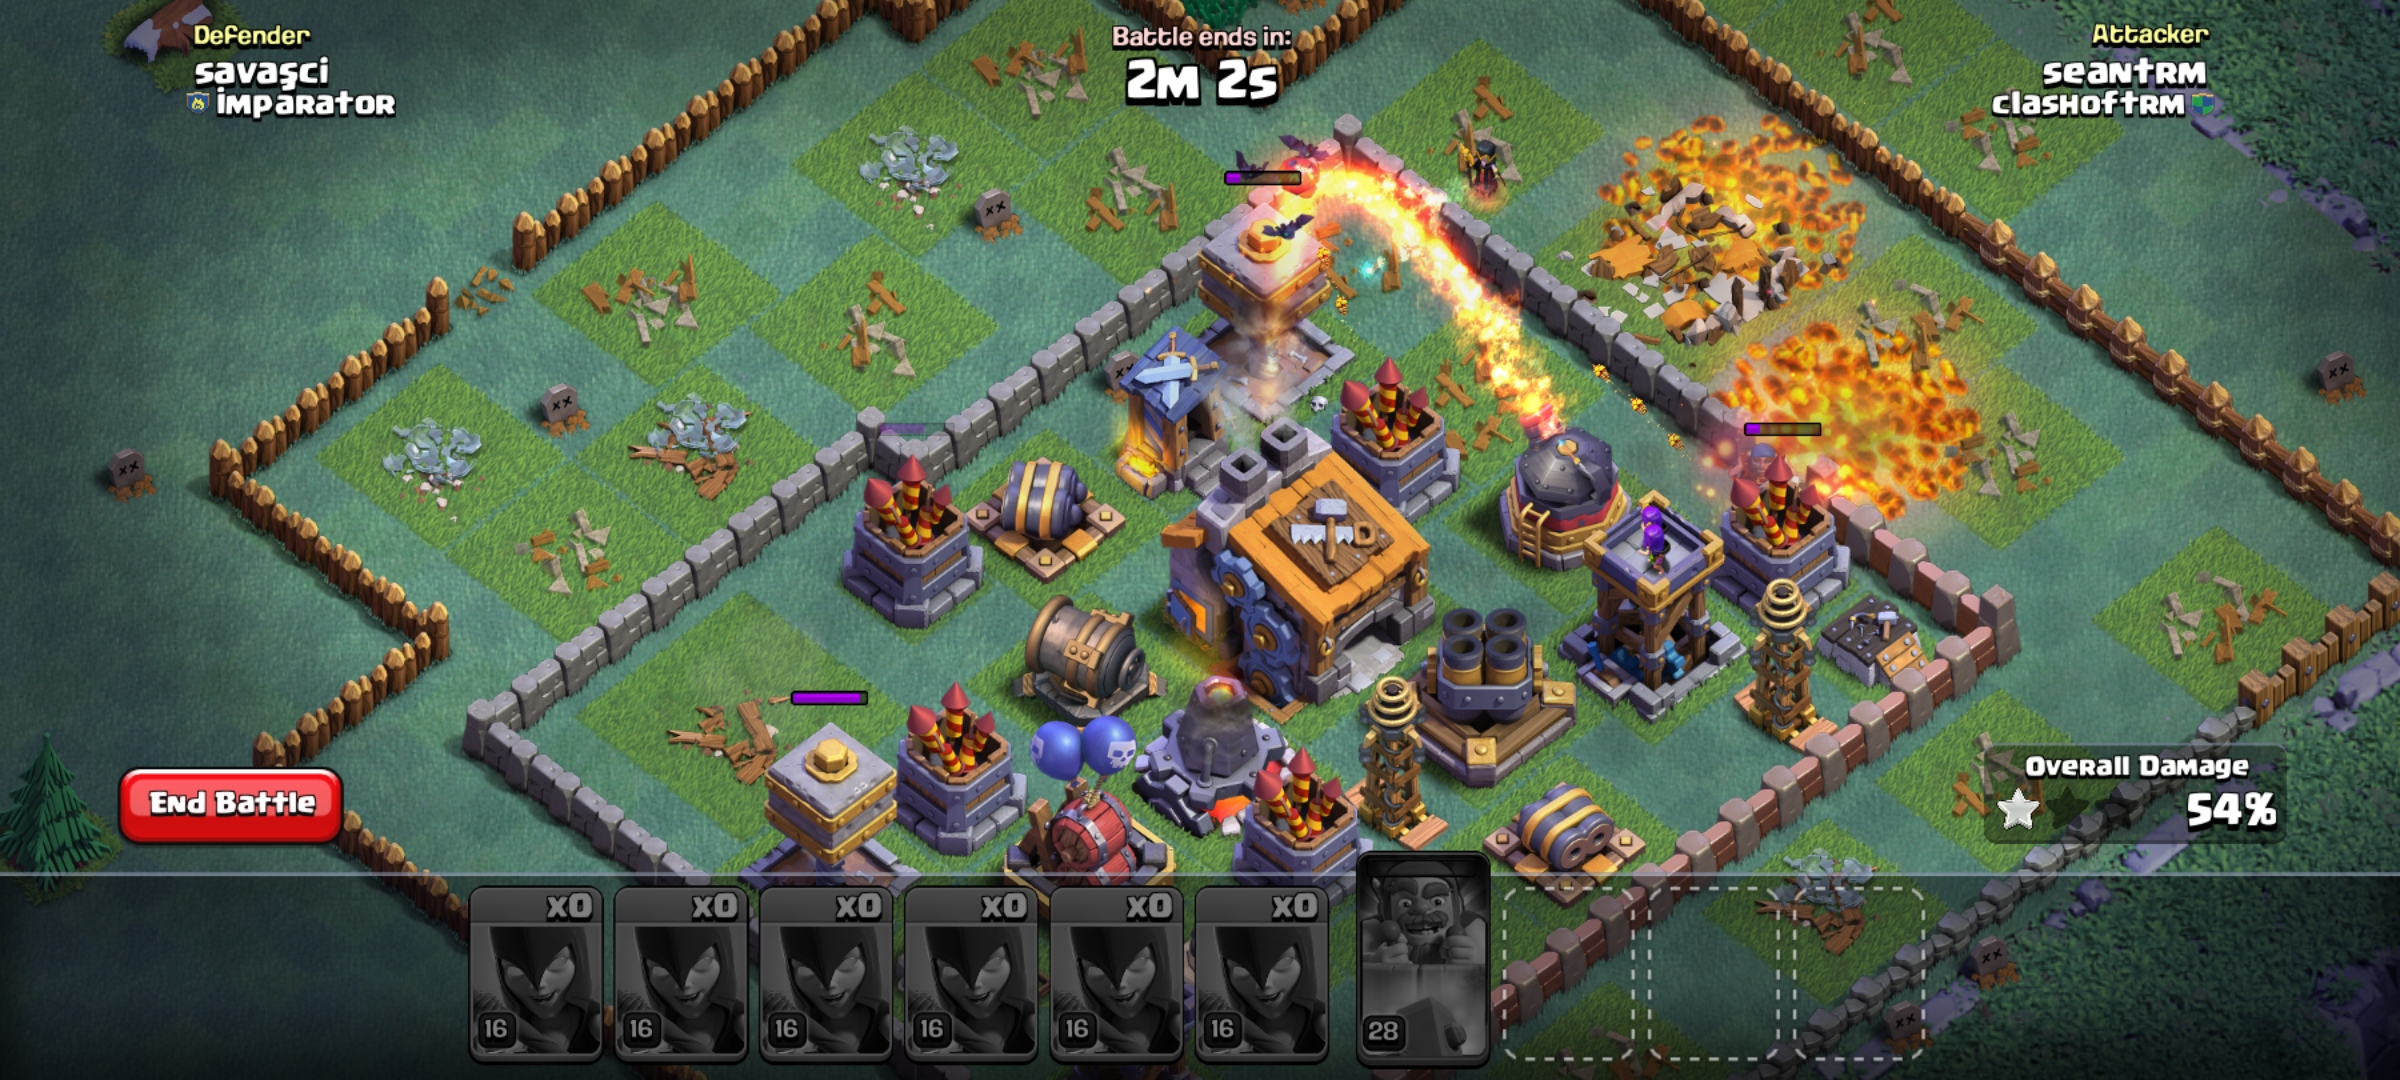 Defender
savaşci
imparator
Battle ends in:
2M 2S
Attacker
seantRM
clashoftRM
End Battle
Overall Damage
54%
x0 x0 x0 x0 x0 x0
16 16 16 16 16 16 28